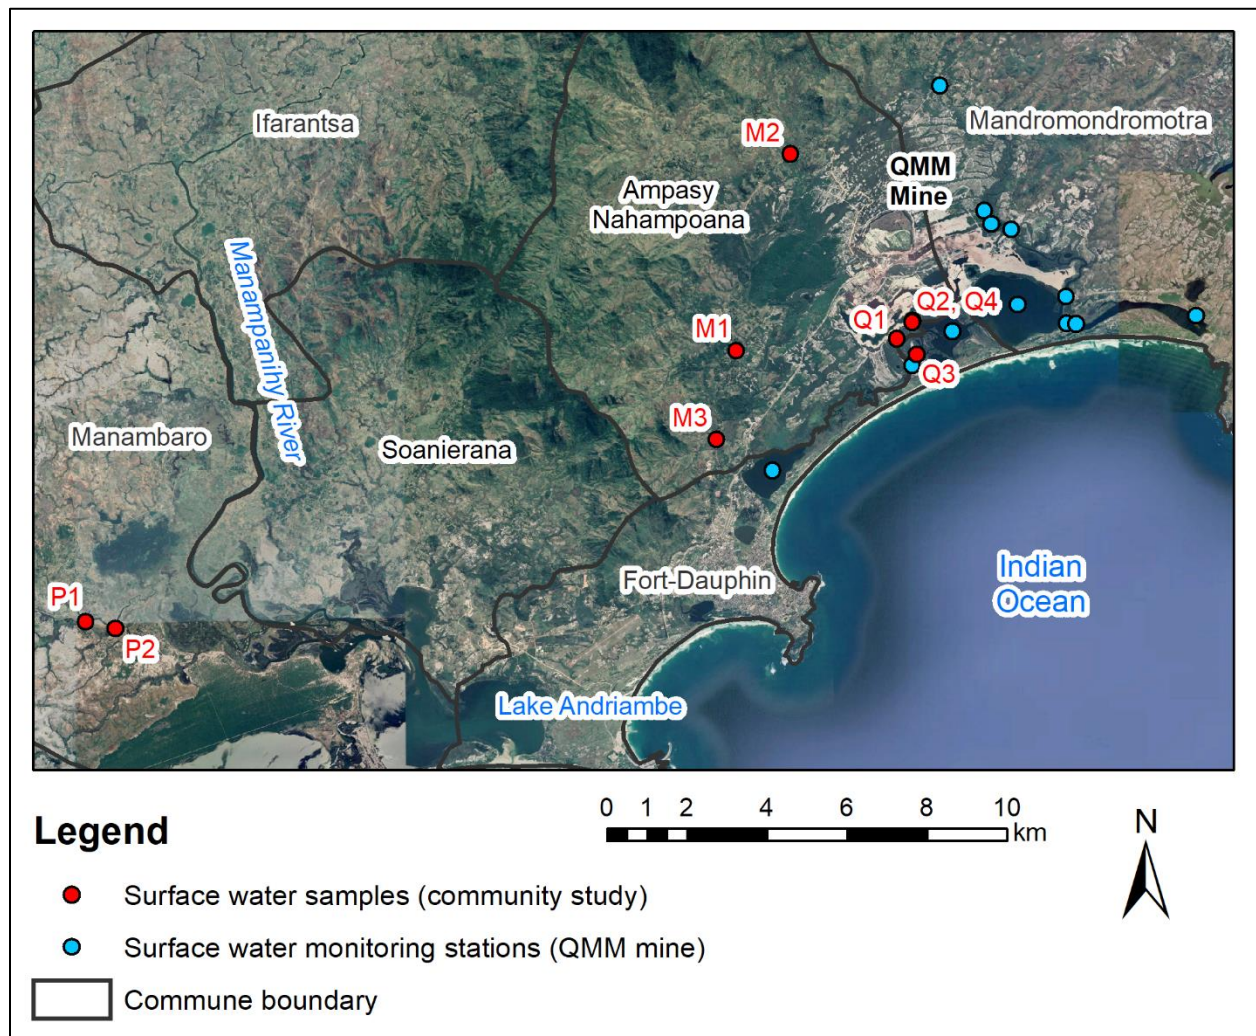 Ifarantsa
M2
Mandromondromotra
QMM
Mine
Ampasy
Nahampoana
Manampanihy River
Q2, Q4
Q1
M1
Q3
M3
Manambaro
Soanierana
Fort-Dauphin
Indian
Ocean
P1
P2
Lake Andriambe
Legend
0 1 2 4 6 8 10
km
N
Surface water samples (community study)
Surface water monitoring stations (QMM mine)
Commune boundary